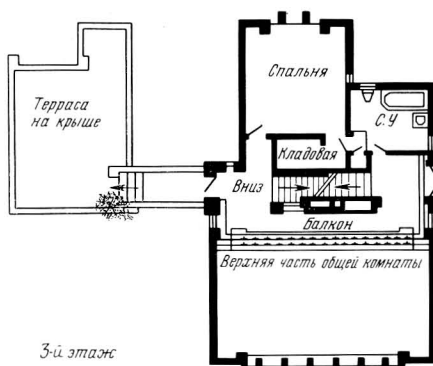 Спальня
Терраса
на крыше
С.У
Кладовая
Вниз
Балкон
Верхняя часть общей комнаты
3-й этаж